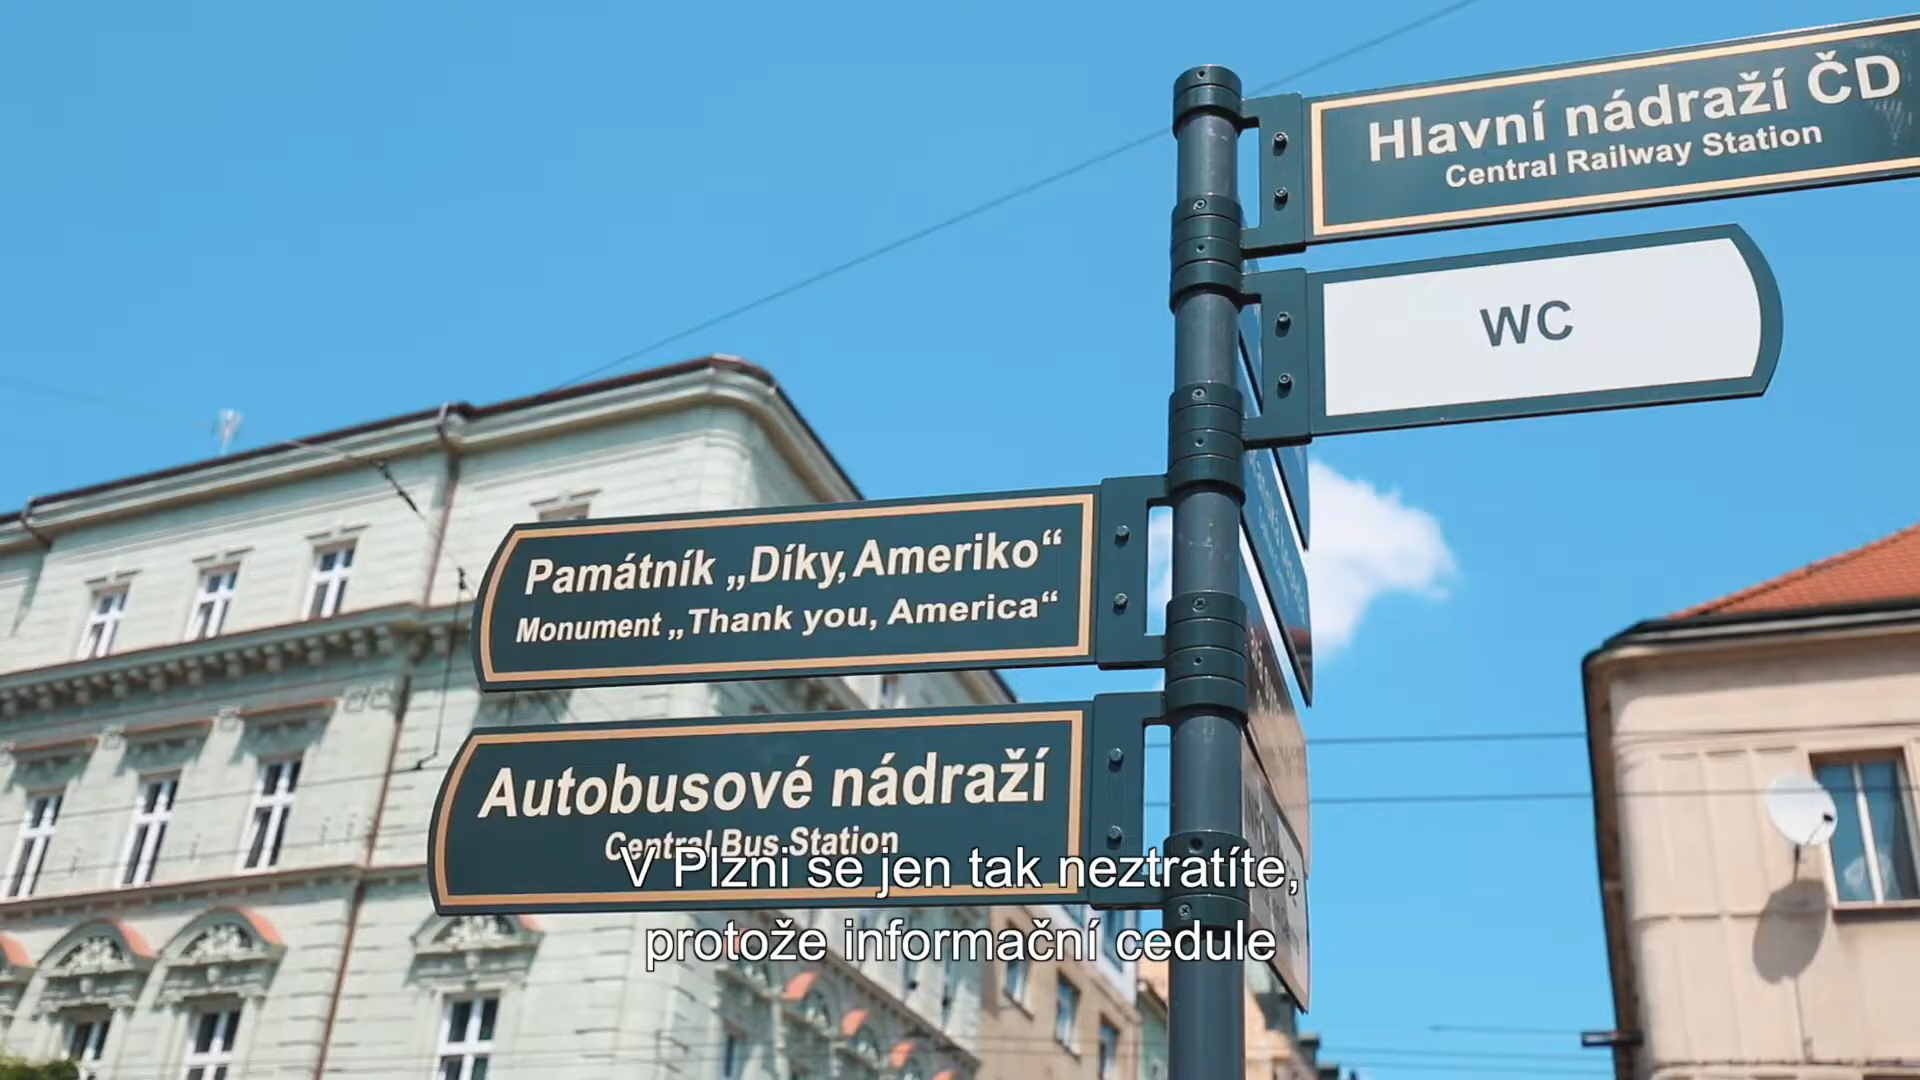 Hlavní nádraží ČD
Central Railway Station
WC
Památník „Díky, Ameriko“
Monument „Thank you, America“
Autobusové nádraží
Central Bus Station
V Plzni se jen tak neztratíte,
protože informační cedule